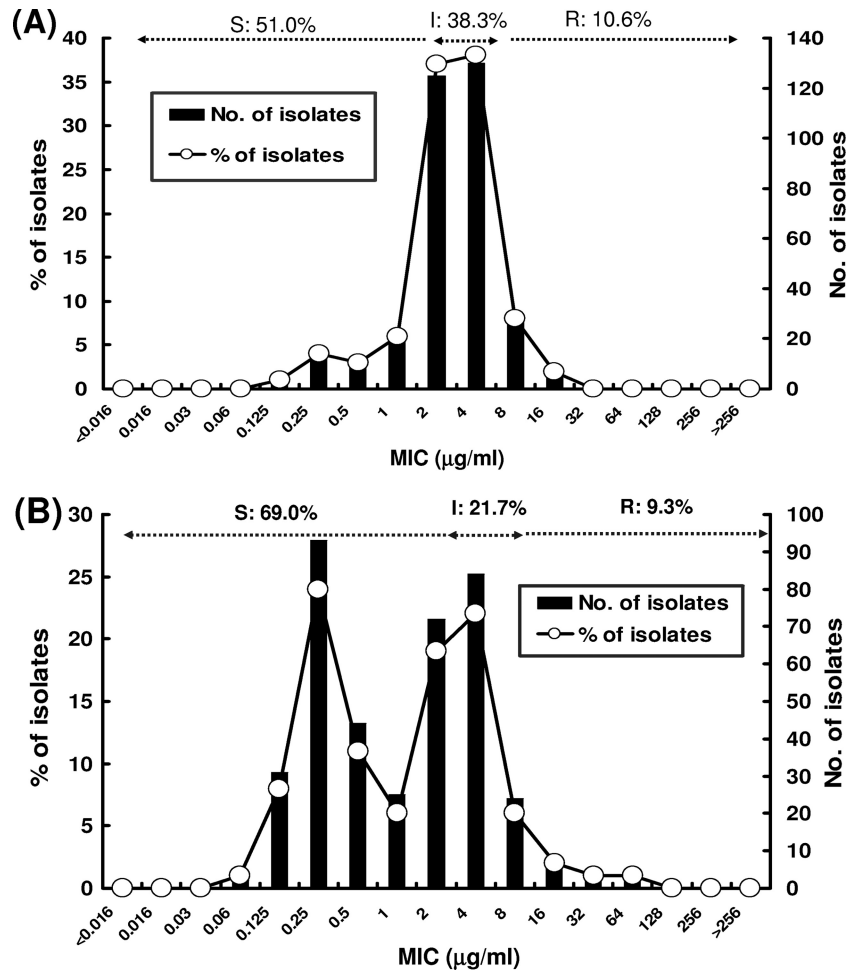 (A)
S: 51.0%
I: 38.3%
R: 10.6%
40
35
30
25
20
15
10
5
0
% of isolates
140
120
100
80
60
40
20
0
No. of isolates
No. of isolates
% of isolates
<0.016 0.016 0.03 0.06 0.125 0.25 0.5 1 2 4 8 16 32 64 128 256 >256
MIC (μg/ml)
(B)
S: 69.0%
I: 21.7%
R: 9.3%
30
25
20
15
10
5
0
% of isolates
100
90
80
70
60
50
40
30
20
10
0
No. of isolates
No. of isolates
% of isolates
<0.016 0.016 0.03 0.06 0.125 0.25 0.5 1 2 4 8 16 32 64 128 256 >256
MIC (μg/ml)